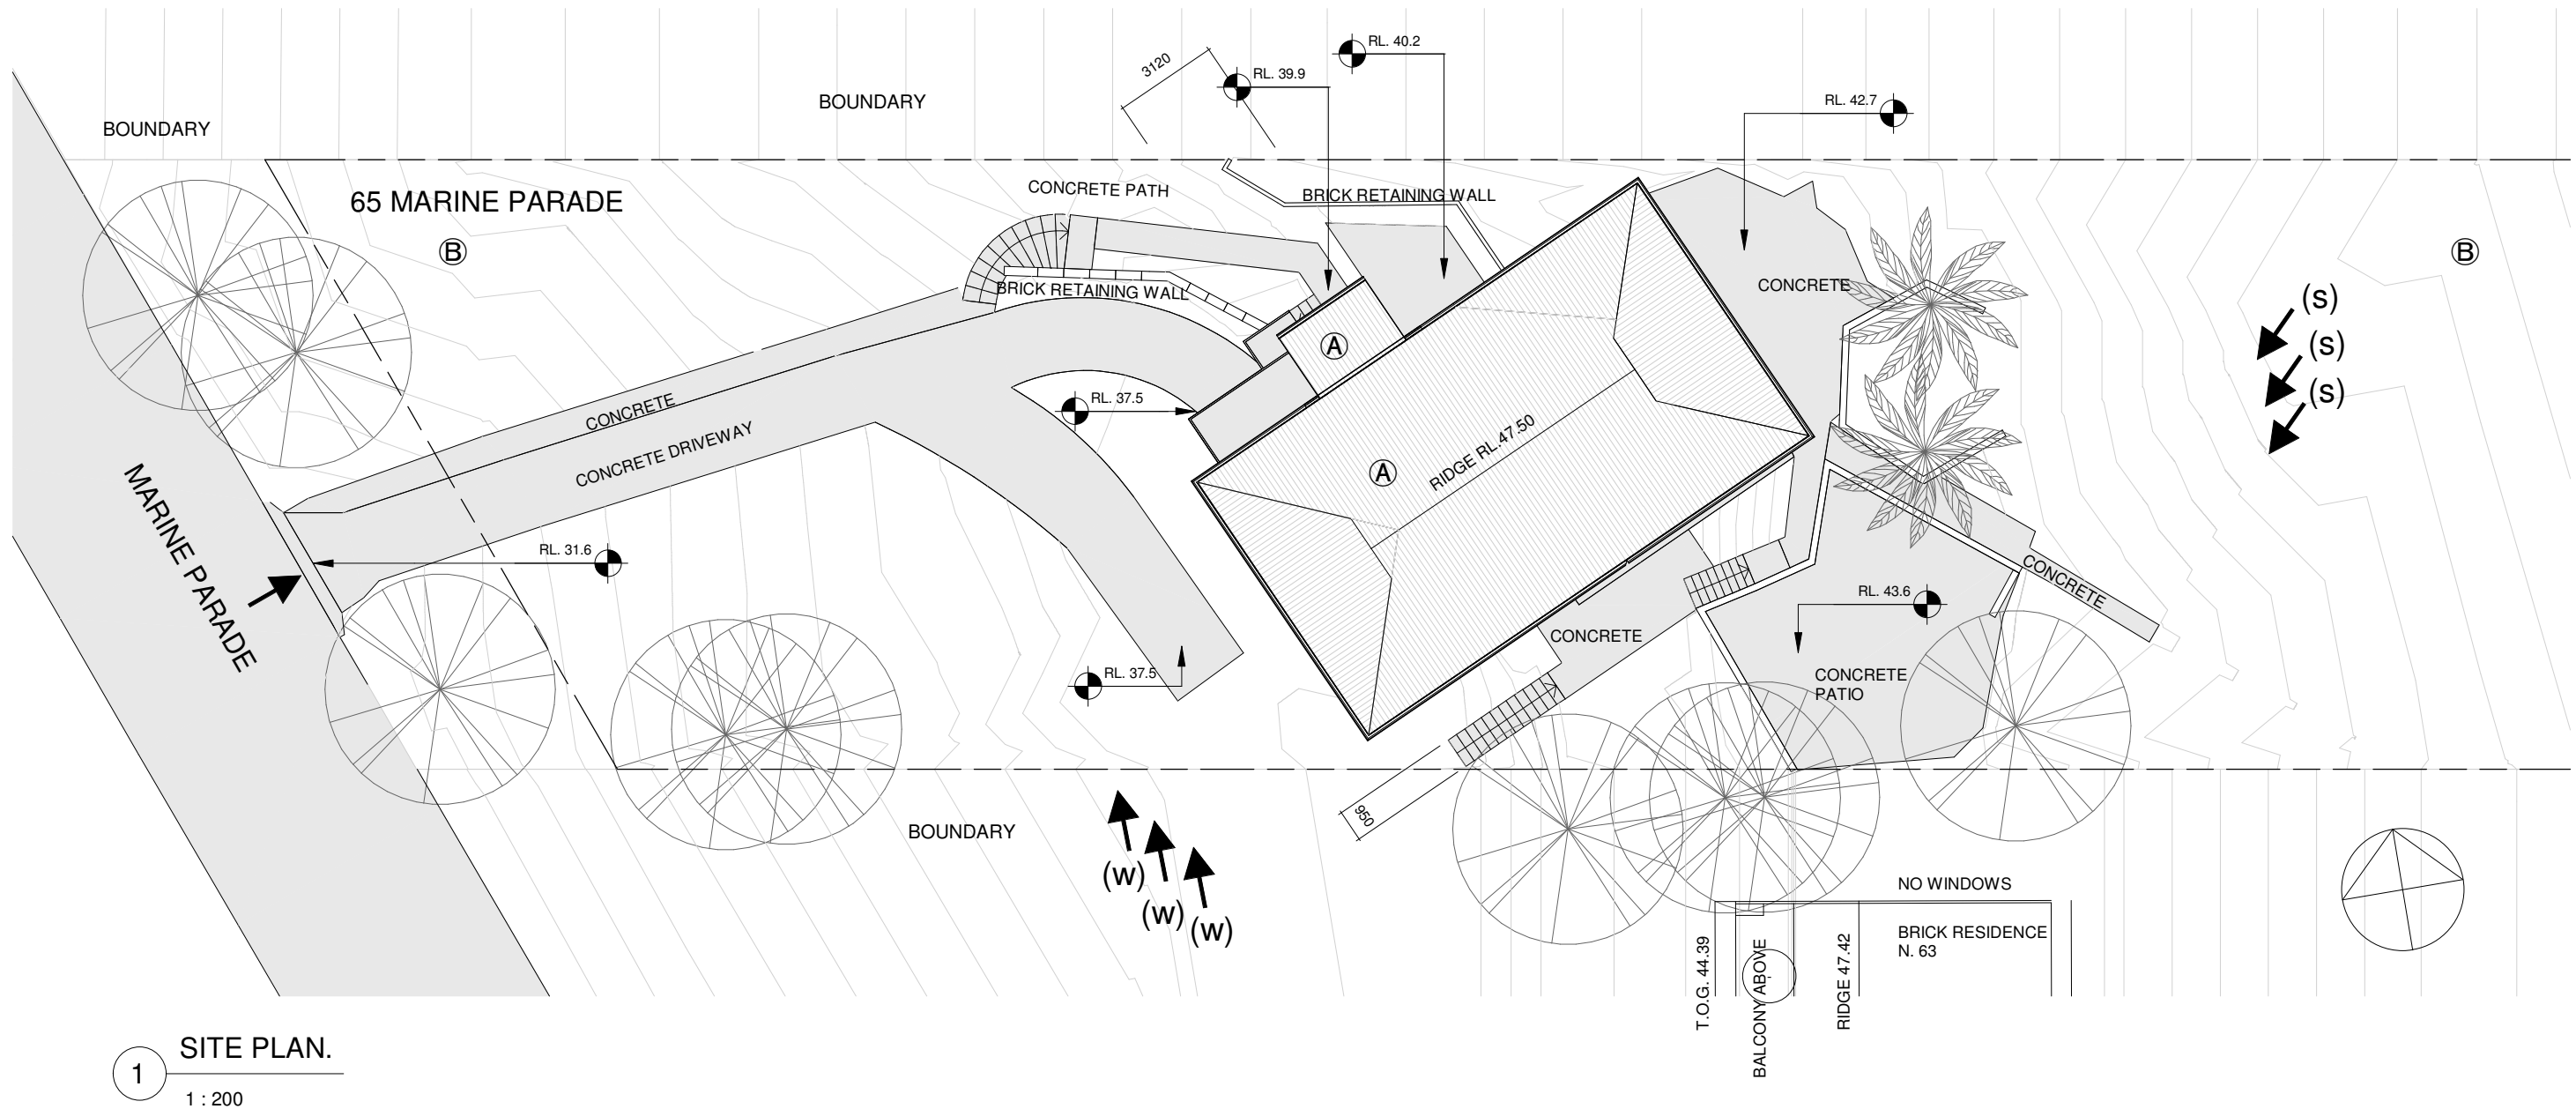 RL. 40.2
3120
RL. 39.9
BOUNDARY
BOUNDARY
RL. 42.7
65 MARINE PARADE
B
CONCRETE PATH
BRICK RETAINING WALL
B
CONCRETE
BRICK RETAINING WALL
(s)
(s)
(s)
A
RL. 37.5
CONCRETE
CONCRETE DRIVEWAY
A
RIDGE RL.47.50
MARINE PARADE
RL. 31.6
CONCRETE
RL. 43.6
CONCRETE
RL. 37.5
CONCRETE
PATIO
BOUNDARY
950
(w)
(w)
(w)
NO WINDOWS
BRICK RESIDENCE
N. 63
T.O.G. 44.39
BALCONY ABOVE
RIDGE 47.42
1
SITE PLAN.
1 : 200